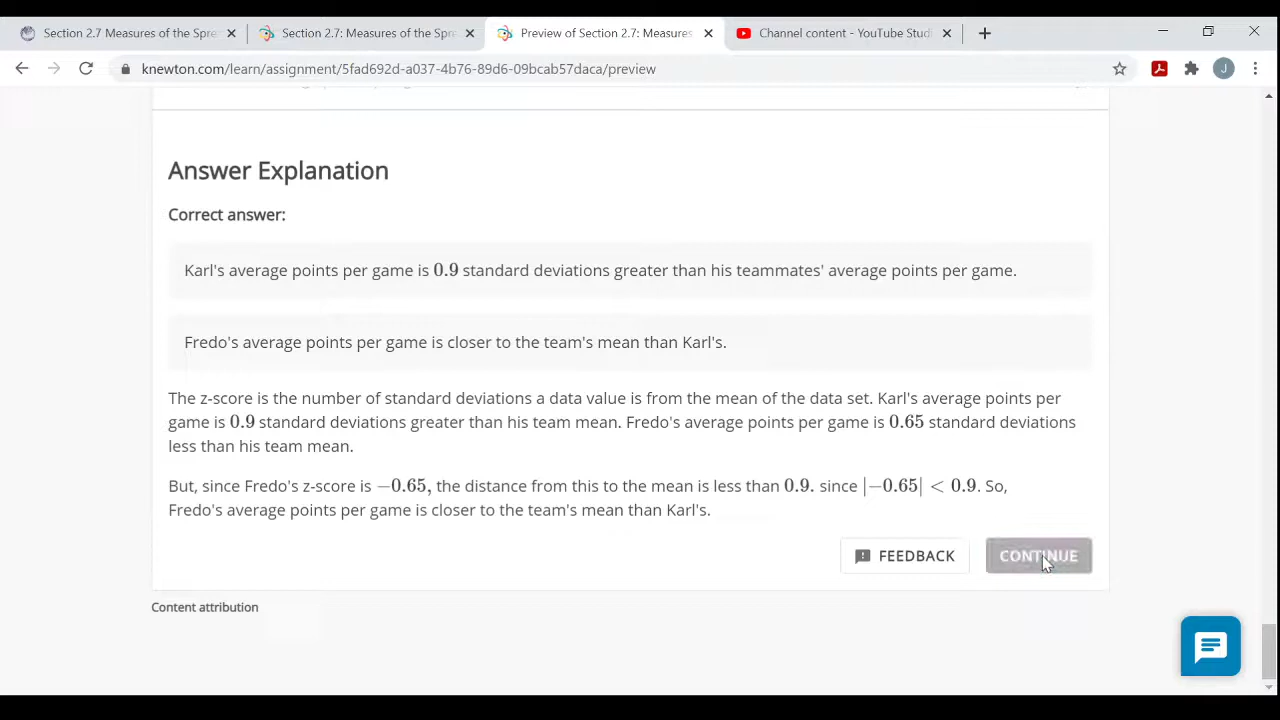 Section 2.7 Measures of the Spre
Section 2.7: Measures of the Spre
Preview of Section 2.7: Measures
Channel content - YouTube Studi
knewton.com/learn/assignment/5fad692d-a037-4b76-89d6-09bcab57daca/preview
J
Answer Explanation
Correct answer:
Karl's average points per game is 0.9 standard deviations greater than his teammates' average points per game.
Fredo's average points per game is closer to the team's mean than Karl's.
The z-score is the number of standard deviations a data value is from the mean of the data set. Karl's average points per
game is 0.9 standard deviations greater than his team mean. Fredo's average points per game is 0.65 standard deviations
less than his team mean.
But, since Fredo's z-score is −0.65, the distance from this to the mean is less than 0.9. since |−0.65| < 0.9. So,
Fredo's average points per game is closer to the team's mean than Karl's.
FEEDBACK
CONTINUE
Content attribution